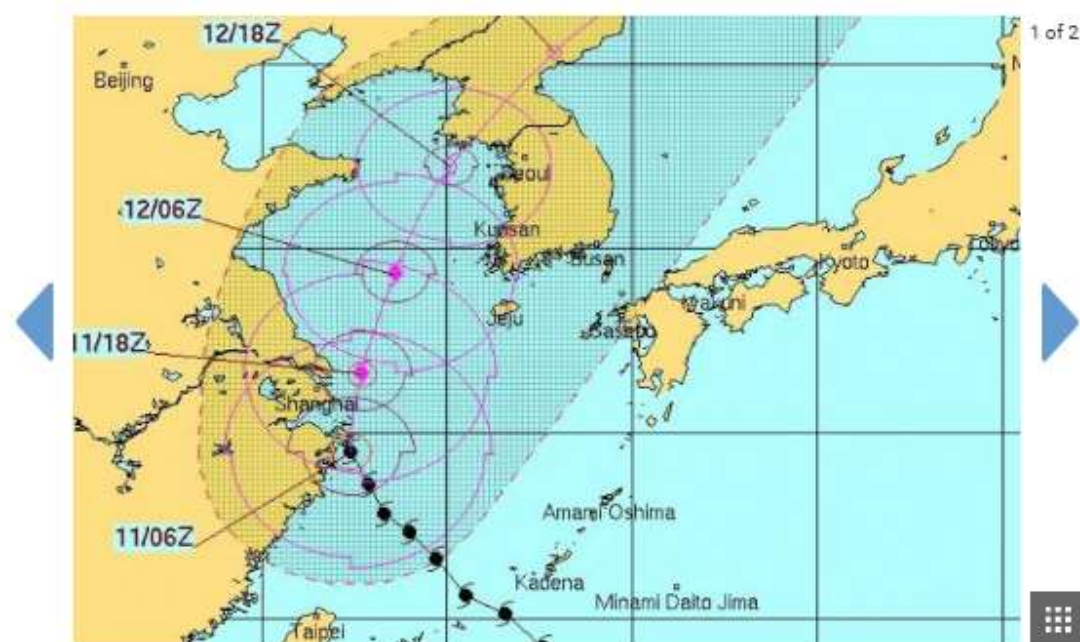 12/18Z
1 of 2
Beijing
Seoul
12/06Z
Kunsan
Busan
Tokyo
Kyoto
Iwakuni
Jeju
Sasebo
11/18Z
Shanghai
Amami Oshima
11/06Z
Kadena
Minami Daito Jima
Taipei